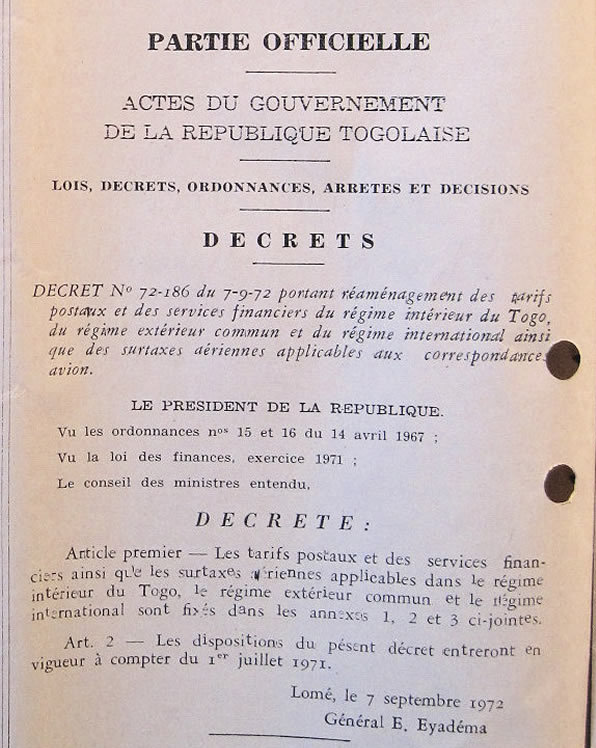 PARTIE OFFICIELLE
ACTES DU GOUVERNEMENT
DE LA REPUBLIQUE TOGOLAISE
LOIS, DECRETS, ORDONNANCES, ARRETES ET DECISIONS
DECRETS
DECRET Nº 72-186 du 7-9-72 portant réaménagement des tarifs
postaux et des services financiers du régime intérieur du Togo,
du régime extérieur commun et du régime international ainsi
que des surtaxes aériennes applicables aux correspondances
avion.
LE PRESIDENT DE LA REPUBLIQUE.
Vu les ordonnances nos 15 et 16 du 14 avril 1967 ;
Vu la loi des finances, exercice 1971 ;
Le conseil des ministres entendu,
DECRETE :
Article premier — Les tarifs postaux et des services finan-
ciers ainsi que les surtaxes aériennes applicables dans le régime
intérieur du Togo, le régime extérieur commun et le régime
international sont fixés dans les annexes 1, 2 et 3 ci-jointes.
Art. 2 — Les dispositions du pésent décret entreront en
vigueur à compter du 1er juillet 1971.
Lomé, le 7 septembre 1972
Général E. Eyadéma